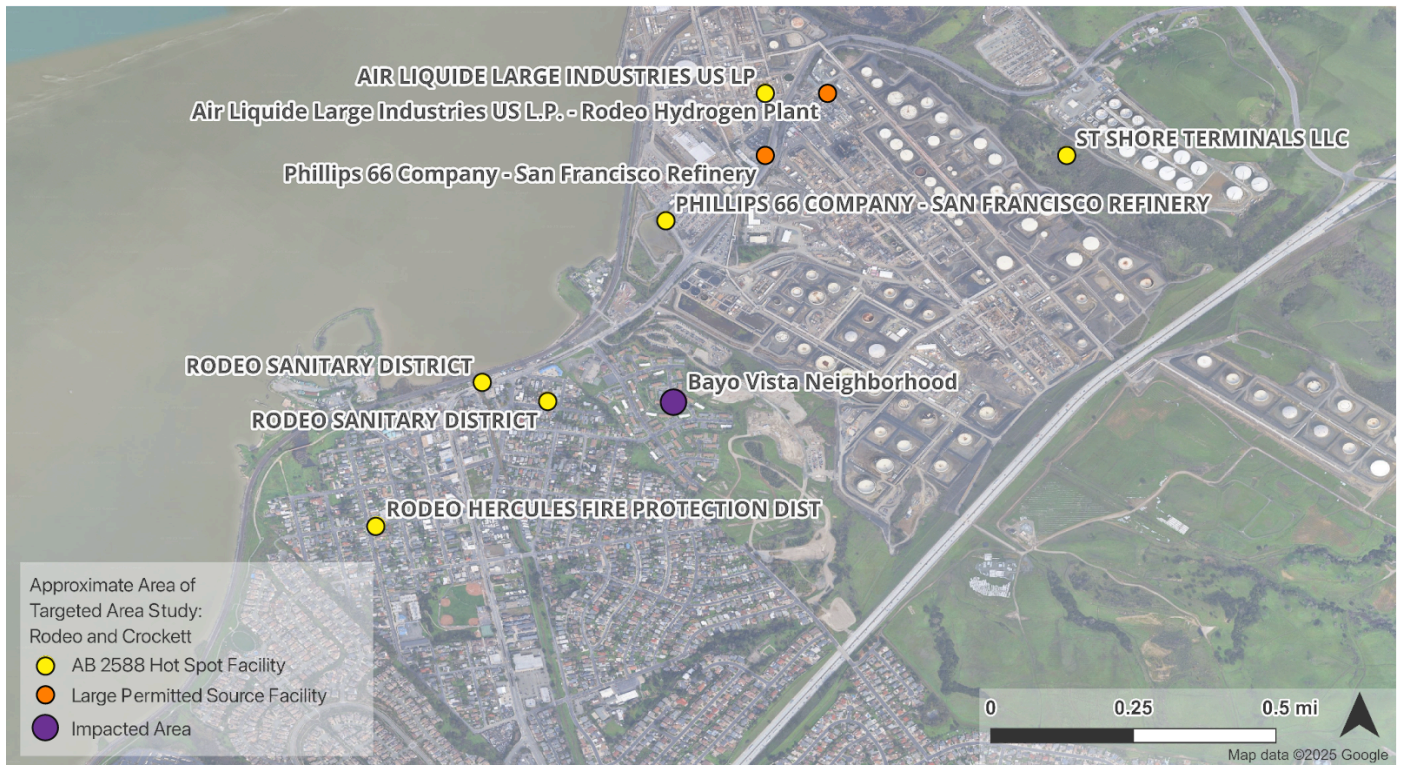 AIR LIQUIDE LARGE INDUSTRIES US LP
Air Liquide Large Industries US L.P. - Rodeo Hydrogen Plant
ST SHORE TERMINALS LLC
Phillips 66 Company - San Francisco Refinery
PHILLIPS 66 COMPANY - SAN FRANCISCO REFINERY
RODEO SANITARY DISTRICT
Bayo Vista Neighborhood
RODEO SANITARY DISTRICT
RODEO HERCULES FIRE PROTECTION DIST
Approximate Area of
Targeted Area Study:
Rodeo and Crockett
AB 2588 Hot Spot Facility
Large Permitted Source Facility
Impacted Area
0 0.25 0.5 mi
Map data ©2025 Google